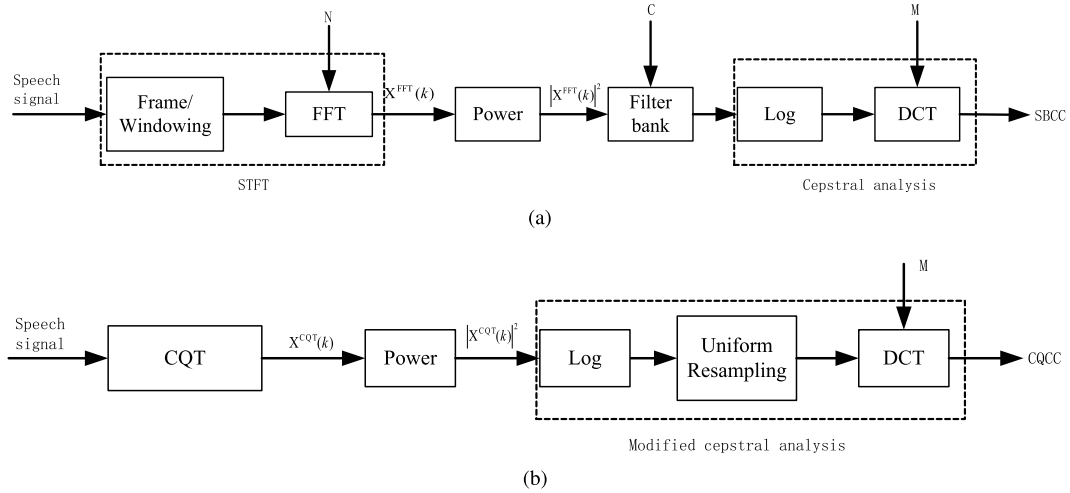 N
C
M
Speech
signal
Frame/
Windowing
FFT
X^FFT(k)
Power
|X^FFT(k)|^2
Filter
bank
Log
DCT
SBCC
STFT
Cepstral analysis
(a)
M
Speech
signal
CQT
X^CQT(k)
Power
|X^CQT(k)|^2
Log
Uniform
Resampling
DCT
CQCC
Modified cepstral analysis
(b)